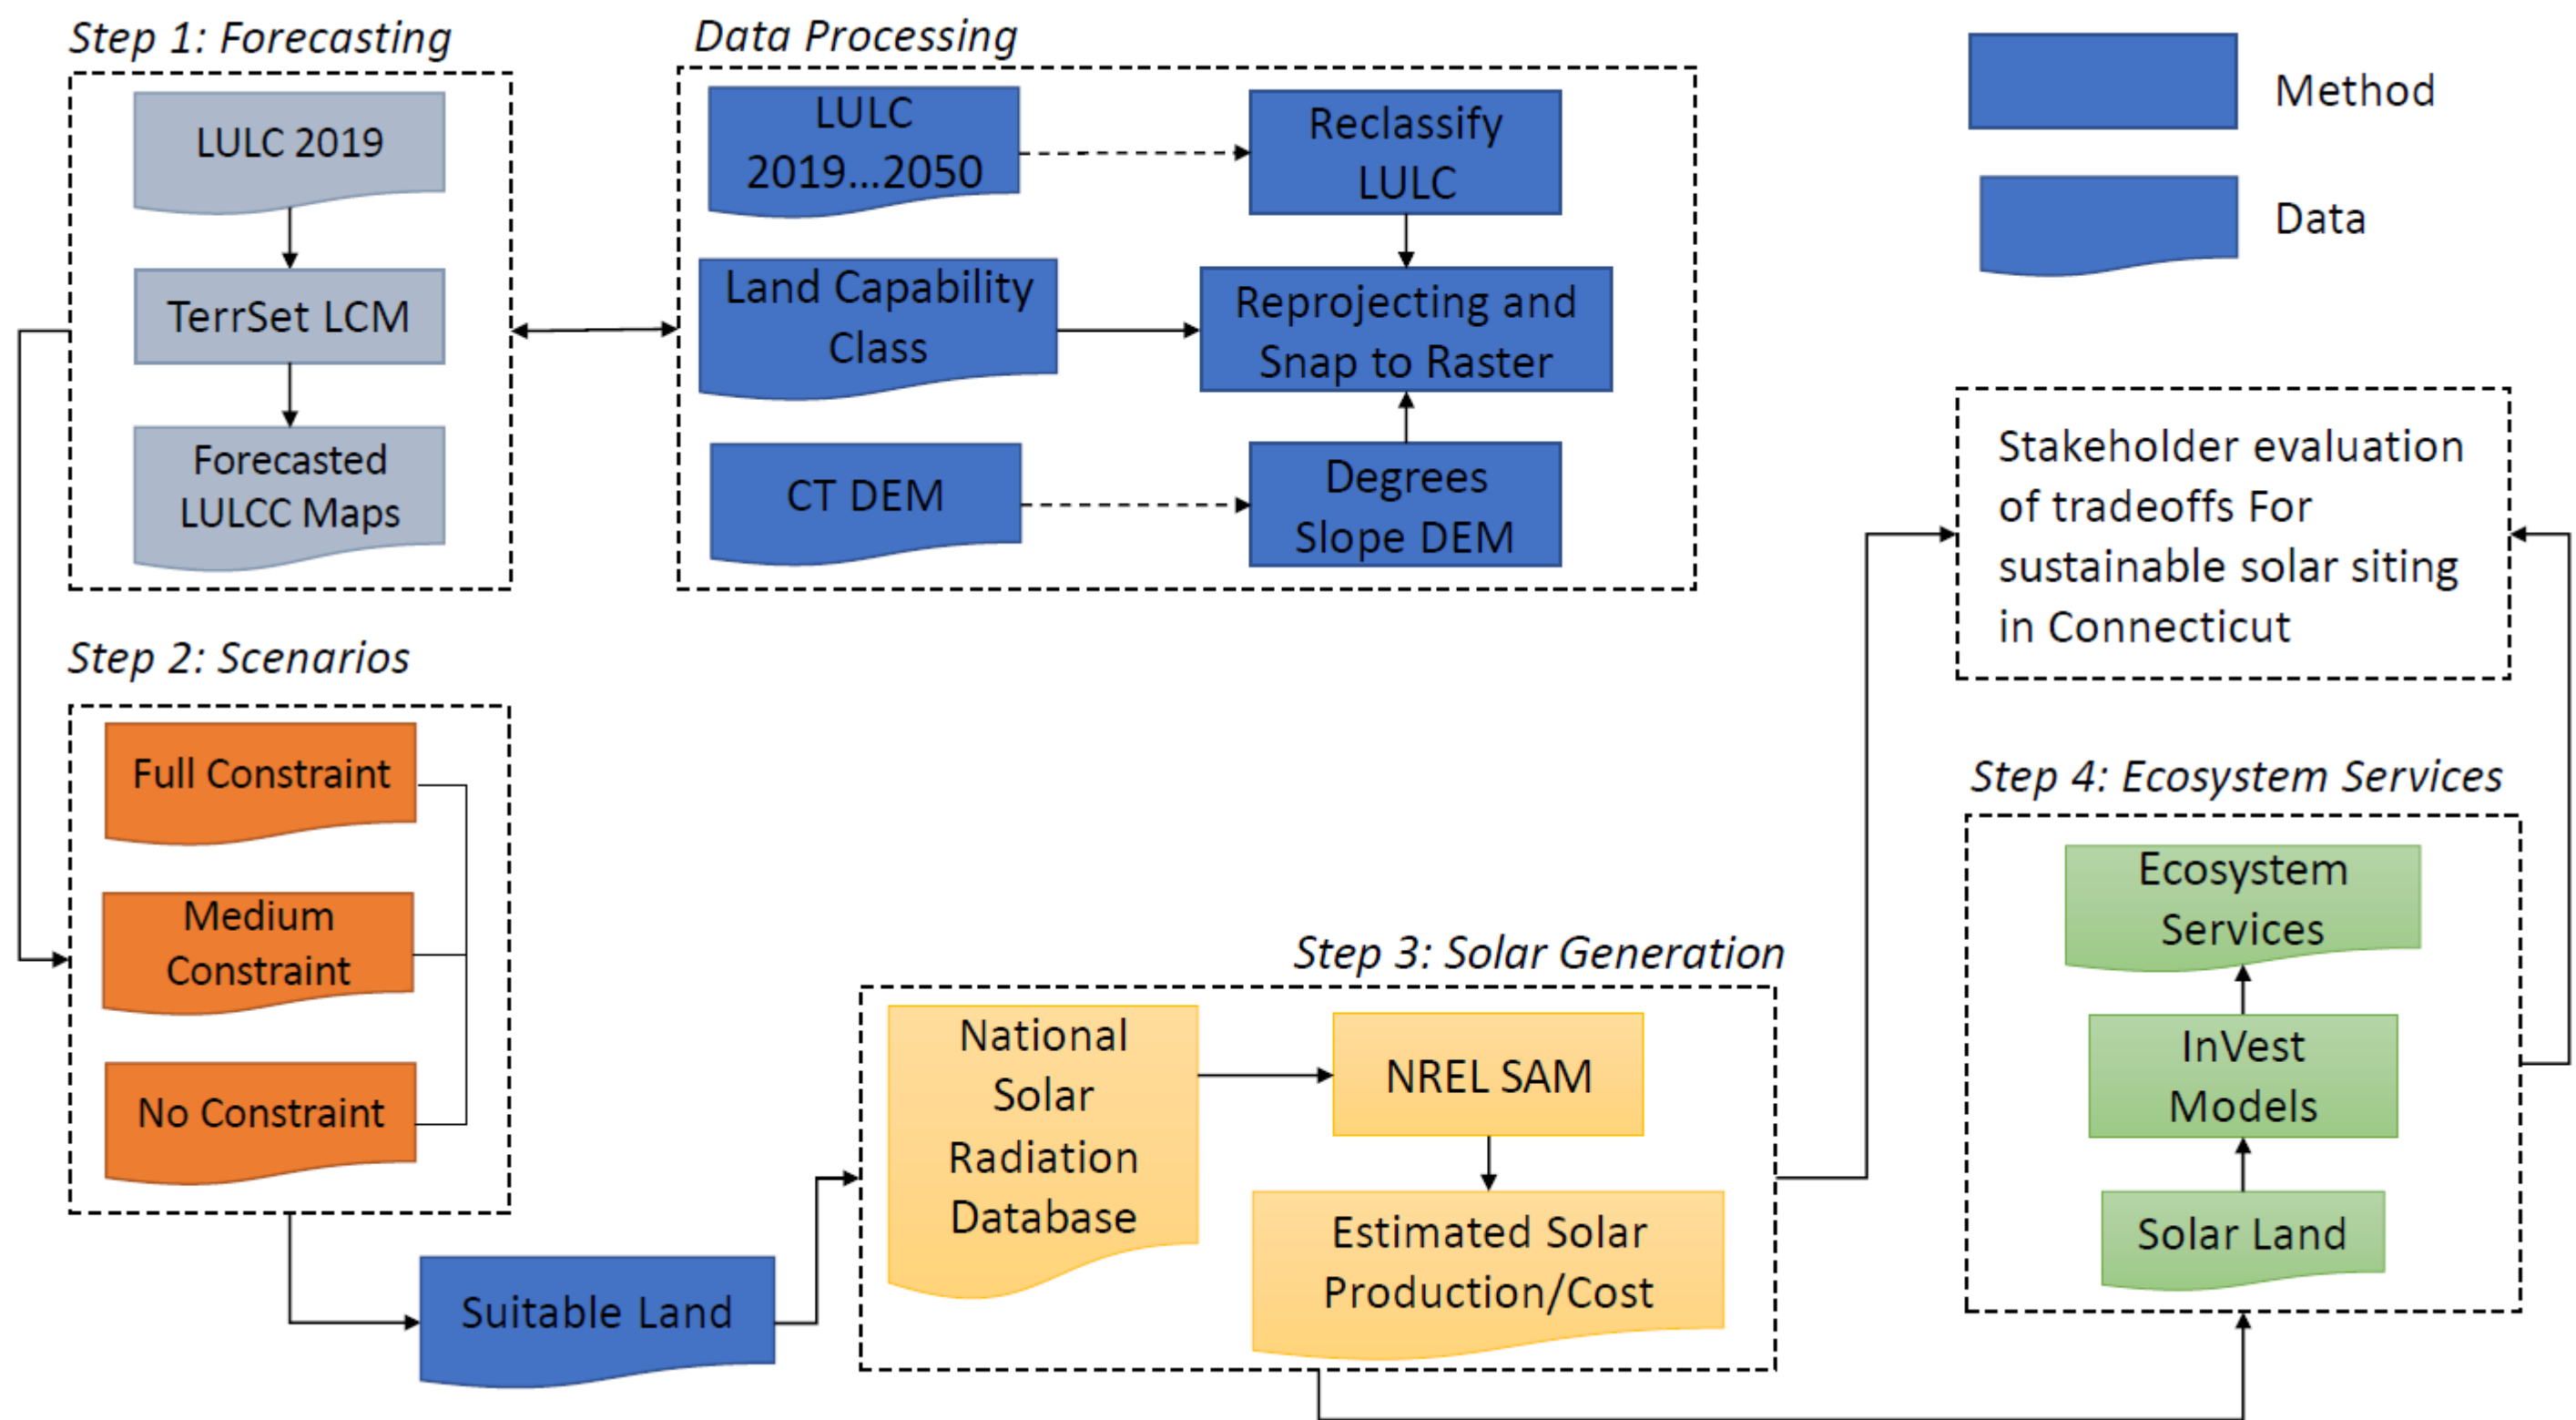 Step 1: Forecasting
LULC 2019
TerrSet LCM
Forecasted
LULCC Maps
Data Processing
LULC
2019...2050
Reclassify
LULC
Land Capability
Class
Reprojecting and
Snap to Raster
CT DEM
Degrees
Slope DEM
Method
Data
Stakeholder evaluation
of tradeoffs For
sustainable solar siting
in Connecticut
Step 2: Scenarios
Full Constraint
Medium
Constraint
No Constraint
Suitable Land
Step 3: Solar Generation
National
Solar
Radiation
Database
NREL SAM
Estimated Solar
Production/Cost
Step 4: Ecosystem Services
Ecosystem
Services
InVest
Models
Solar Land